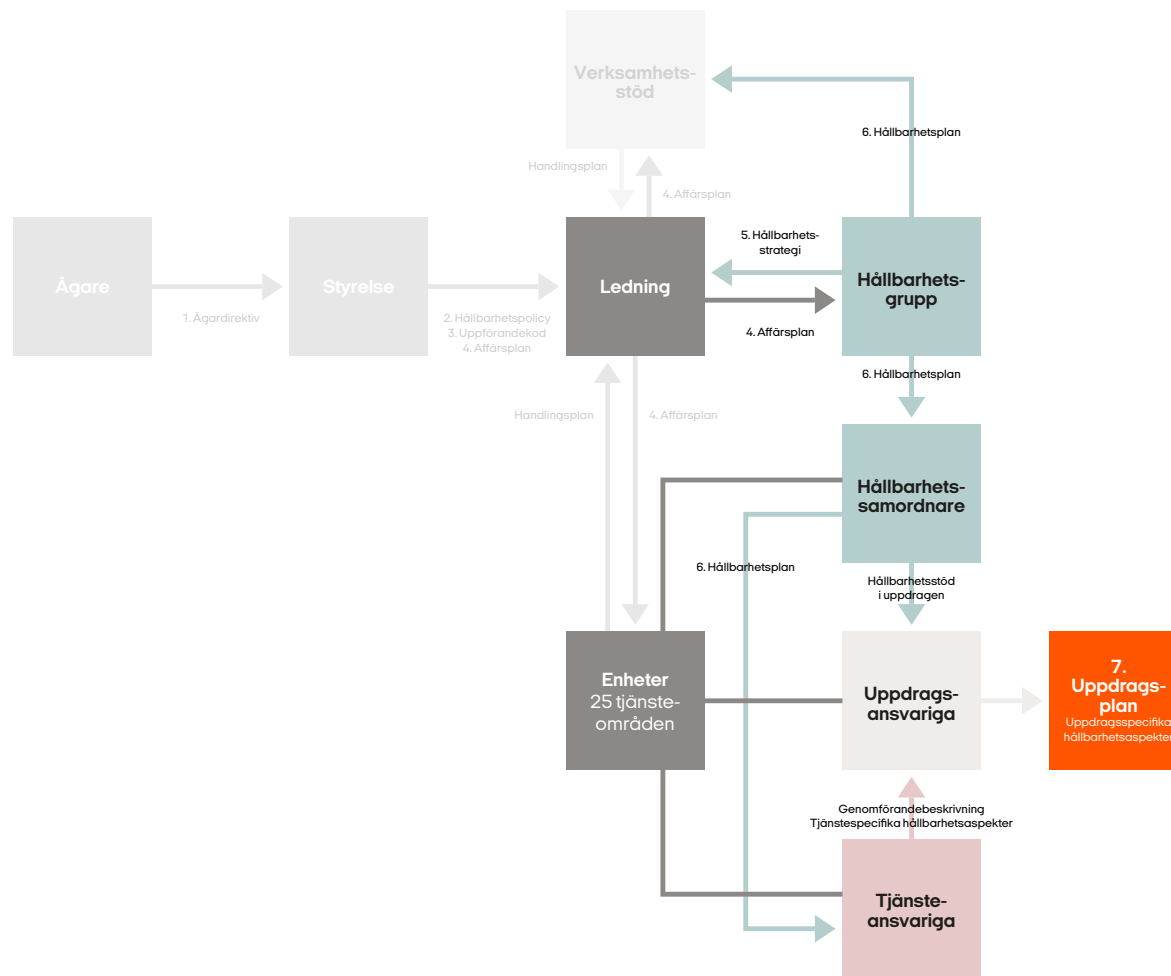 Verksamhets-
stöd
6. Hållbarhetsplan
Handlingsplan
4. Affärsplan
Ägare
1. Ägardirektiv
Styrelse
2. Hållbarhetspolicy
3. Uppförandekod
4. Affärsplan
Ledning
5. Hållbarhets-
strategi
4. Affärsplan
Hållbarhets-
grupp
6. Hållbarhetsplan
Handlingsplan
4. Affärsplan
Hållbarhets-
samordnare
6. Hållbarhetsplan
Hållbarhetsstöd
i uppdragen
Enheter
25 tjänste-
områden
Uppdrags-
ansvariga
7.
Uppdrags-
plan
Uppdragsspecifika
hållbarhetsaspekter
Genomförandebeskrivning
Tjänstespecifika hållbarhetsaspekter
Tjänste-
ansvariga